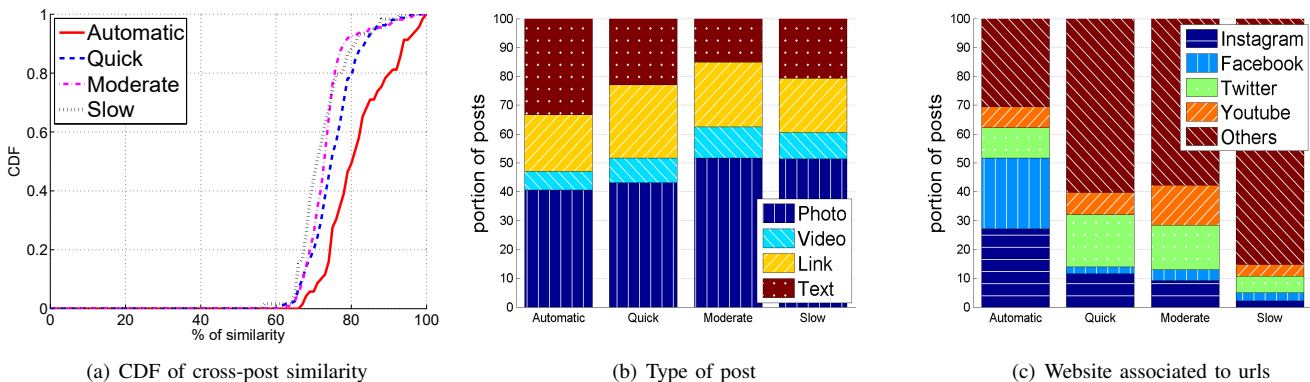 1
0.8
0.6
0.4
0.2
0
CDF
Automatic
Quick
Moderate
Slow
0 20 40 60 80 100
% of similarity
(a) CDF of cross-post similarity
100
90
80
70
60
50
40
30
20
10
0
portion of posts
Photo
Video
Link
Text
Automatic Quick Moderate Slow
(b) Type of post
100
90
80
70
60
50
40
30
20
10
0
portion of posts
Instagram
Facebook
Twitter
Youtube
Others
Automatic Quick Moderate Slow
(c) Website associated to urls